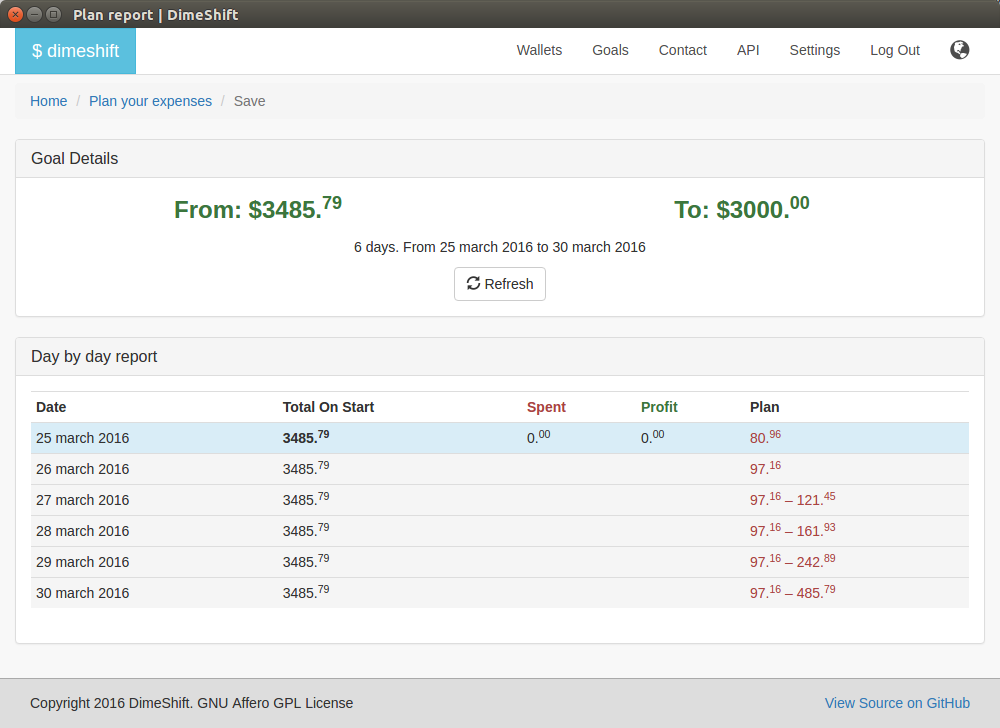 Plan report | DimeShift
$ dimeshift Wallets Goals Contact API Settings Log Out
Home / Plan your expenses / Save
Goal Details
From: $3485.79 To: $3000.00
6 days. From 25 march 2016 to 30 march 2016
Refresh
Day by day report
Date Total On Start Spent Profit Plan
25 march 2016 3485.79 0.00 0.00 80.96
26 march 2016 3485.79 97.16
27 march 2016 3485.79 97.16 – 121.45
28 march 2016 3485.79 97.16 – 161.93
29 march 2016 3485.79 97.16 – 242.89
30 march 2016 3485.79 97.16 – 485.79
Copyright 2016 DimeShift. GNU Affero GPL License View Source on GitHub